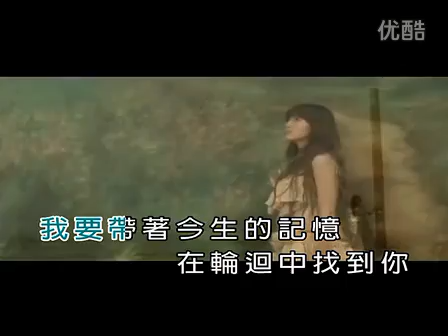 优酷
我要帶著今生的記憶
在輪迴中找到你